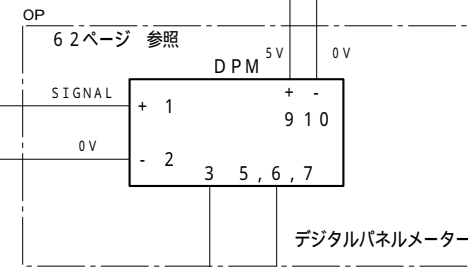 OP
62ページ 参照
5V 0V
DPM
SIGNAL + 1 + -
9 10
0V - 2
3 5,6,7
デジタルパネルメーター